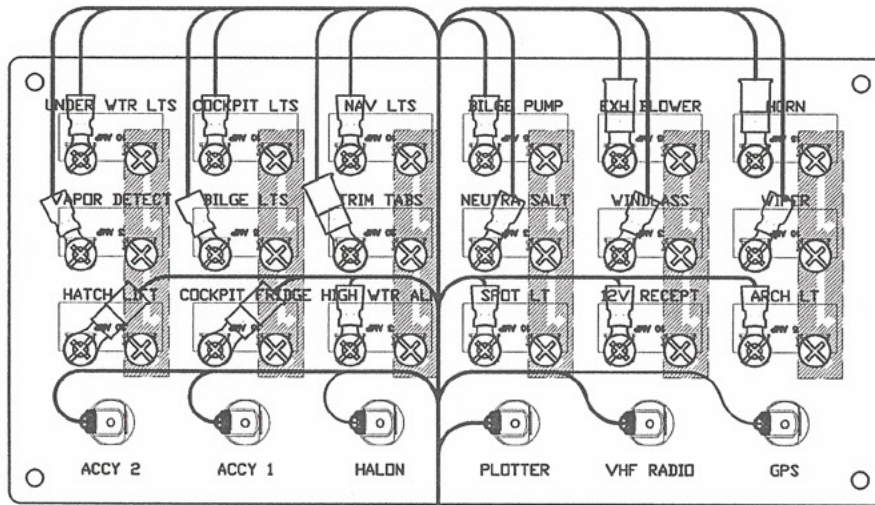 UNDER WTR LTS COCKPIT LTS NAV LTS BILGE PUMP EXH BLOWER HORN
VAPOR DETECT BILGE LTS TRIM TABS NEUTRA SALT WINDLASS WIPER
HATCH LIFT COCKPIT FRIDGE HIGH WTR ALM SPOT LT 12V RECEPT ARCH LT
ACCY 2 ACCY 1 HALON PLOTTER VHF RADIO GPS